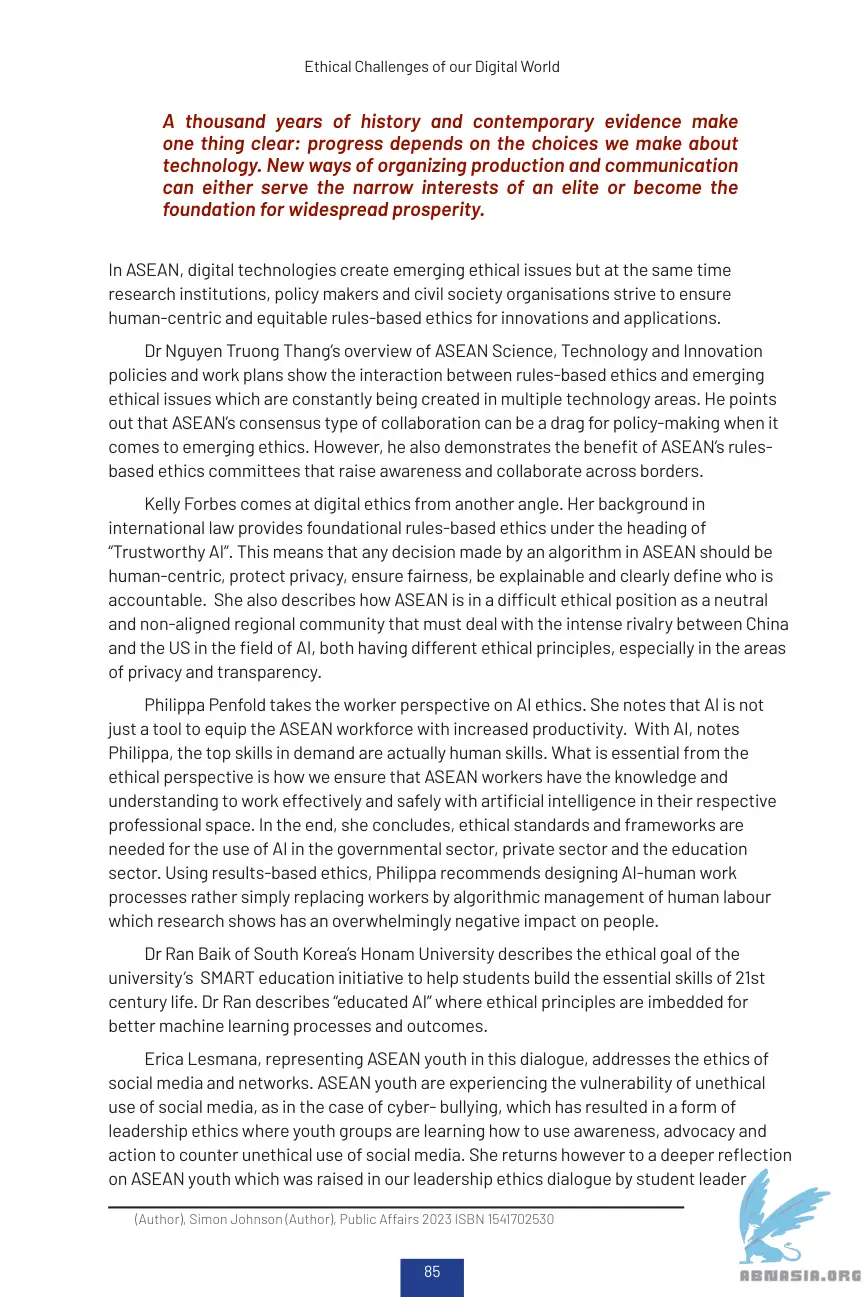 Ethical Challenges of our Digital World
A thousand years of history and contemporary evidence make
one thing clear: progress depends on the choices we make about
technology. New ways of organizing production and communication
can either serve the narrow interests of an elite or become the
foundation for widespread prosperity.
In ASEAN, digital technologies create emerging ethical issues but at the same time
research institutions, policy makers and civil society organisations strive to ensure
human-centric and equitable rules-based ethics for innovations and applications.
Dr Nguyen Truong Thang's overview of ASEAN Science, Technology and Innovation
policies and work plans show the interaction between rules-based ethics and emerging
ethical issues which are constantly being created in multiple technology areas. He points
out that ASEAN's consensus type of collaboration can be a drag for policy-making when it
comes to emerging ethics. However, he also demonstrates the benefit of ASEAN's rules-
based ethics committees that raise awareness and collaborate across borders.
Kelly Forbes comes at digital ethics from another angle. Her background in
international law provides foundational rules-based ethics under the heading of
“Trustworthy AI”. This means that any decision made by an algorithm in ASEAN should be
human-centric, protect privacy, ensure fairness, be explainable and clearly define who is
accountable.  She also describes how ASEAN is in a difficult ethical position as a neutral
and non-aligned regional community that must deal with the intense rivalry between China
and the US in the field of AI, both having different ethical principles, especially in the areas
of privacy and transparency.
Philippa Penfold takes the worker perspective on AI ethics. She notes that AI is not
just a tool to equip the ASEAN workforce with increased productivity.  With AI, notes
Philippa, the top skills in demand are actually human skills. What is essential from the
ethical perspective is how we ensure that ASEAN workers have the knowledge and
understanding to work effectively and safely with artificial intelligence in their respective
professional space. In the end, she concludes, ethical standards and frameworks are
needed for the use of AI in the governmental sector, private sector and the education
sector. Using results-based ethics, Philippa recommends designing AI-human work
processes rather simply replacing workers by algorithmic management of human labour
which research shows has an overwhelmingly negative impact on people.
Dr Ran Baik of South Korea's Honam University describes the ethical goal of the
university's  SMART education initiative to help students build the essential skills of 21st
century life. Dr Ran describes “educated AI” where ethical principles are imbedded for
better machine learning processes and outcomes.
Erica Lesmana, representing ASEAN youth in this dialogue, addresses the ethics of
social media and networks. ASEAN youth are experiencing the vulnerability of unethical
use of social media, as in the case of cyber- bullying, which has resulted in a form of
leadership ethics where youth groups are learning how to use awareness, advocacy and
action to counter unethical use of social media. She returns however to a deeper reflection
on ASEAN youth which was raised in our leadership ethics dialogue by student leader
(Author), Simon Johnson (Author), Public Affairs 2023 ISBN 1541702530
85
ABNASIA.ORG